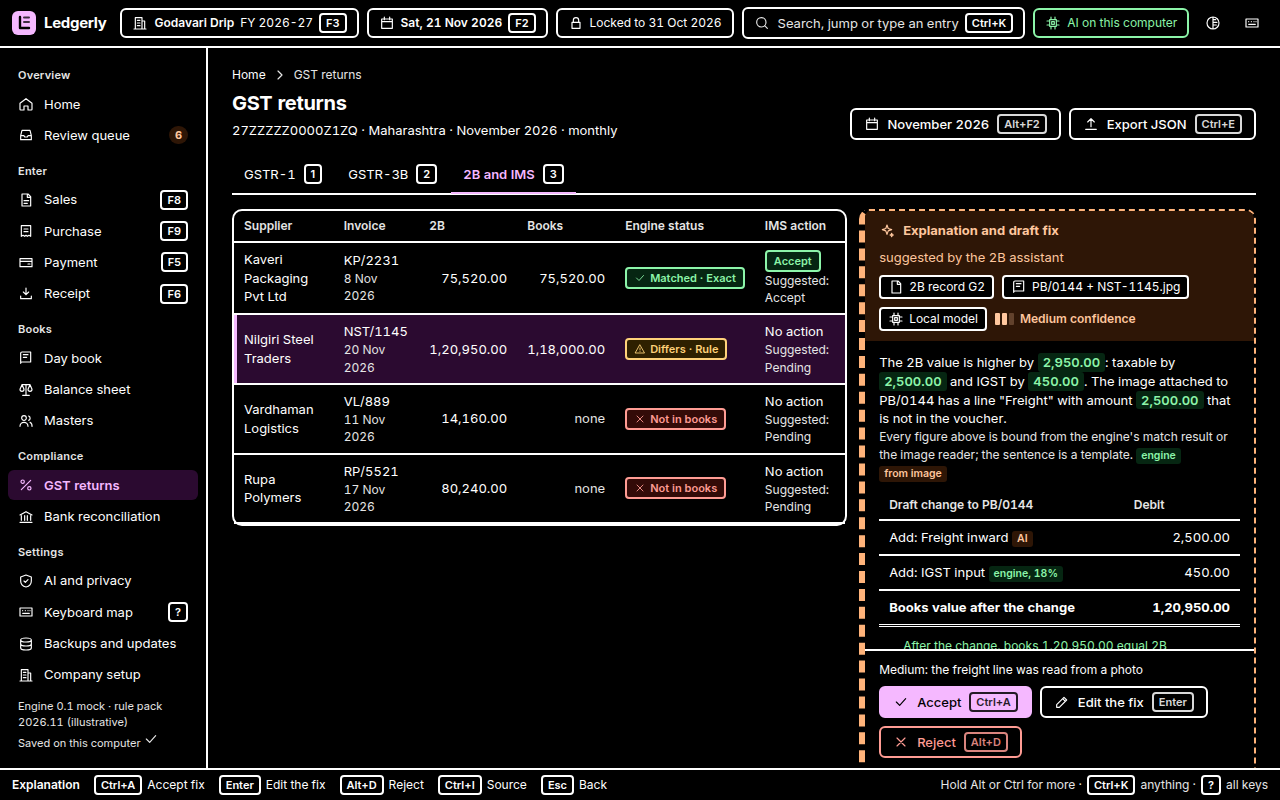 Ledgerly
Godavari Drip FY 2026-27 F3
Sat, 21 Nov 2026 F2
Locked to 31 Oct 2026
Search, jump or type an entry Ctrl+K
AI on this computer
Overview
Home
Review queue 6
Enter
Sales F8
Purchase F9
Payment F5
Receipt F6
Books
Day book
Balance sheet
Masters
Compliance
GST returns
Bank reconciliation
Settings
AI and privacy
Keyboard map ?
Backups and updates
Company setup
Engine 0.1 mock · rule pack
2026.11 (illustrative)
Saved on this computer
Home > GST returns
GST returns
27ZZZZZ0000Z1ZQ · Maharashtra · November 2026 · monthly
November 2026 Alt+F2
Export JSON Ctrl+E
GSTR-1 1 GSTR-3B 2 2B and IMS 3
Supplier Invoice 2B Books Engine status IMS action
Kaveri
Packaging
Pvt Ltd
KP/2231
8 Nov
2026
75,520.00
75,520.00
Matched · Exact
Accept
Suggested:
Accept
Nilgiri Steel
Traders
NST/1145
20 Nov
2026
1,20,950.00
1,18,000.00
Differs · Rule
No action
Suggested:
Pending
Vardhaman
Logistics
VL/889
11 Nov
2026
14,160.00
none
Not in books
No action
Suggested:
Pending
Rupa
Polymers
RP/5521
17 Nov
2026
80,240.00
none
Not in books
No action
Suggested:
Pending
Explanation and draft fix
suggested by the 2B assistant
2B record G2
PB/0144 + NST-1145.jpg
Local model
Medium confidence
The 2B value is higher by 2,950.00: taxable by
2,500.00 and IGST by 450.00. The image attached to
PB/0144 has a line "Freight" with amount 2,500.00 that
is not in the voucher.
Every figure above is bound from the engine's match result or
the image reader; the sentence is a template. engine
from image
Draft change to PB/0144 Debit
Add: Freight inward AI 2,500.00
Add: IGST input engine, 18% 450.00
Books value after the change 1,20,950.00
After the change, books 1,20,950.00 equal 2B
Medium: the freight line was read from a photo
Accept Ctrl+A
Edit the fix Enter
Reject Alt+D
Explanation Ctrl+A Accept fix Enter Edit the fix Alt+D Reject Ctrl+I Source Esc Back
Hold Alt or Ctrl for more · Ctrl+K anything · ? all keys